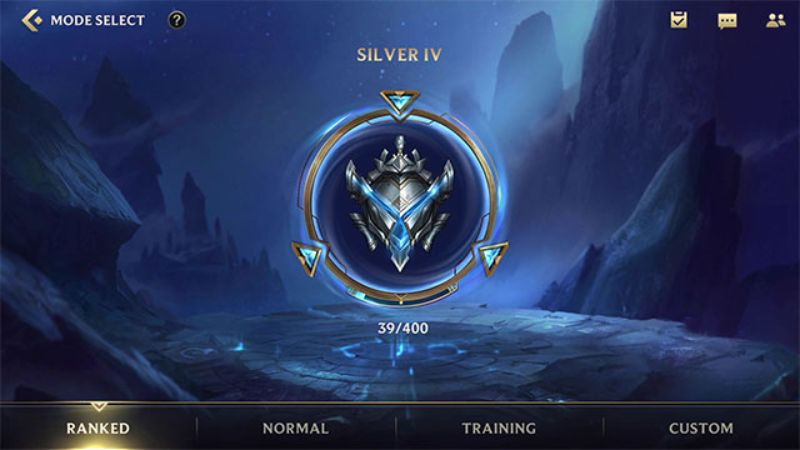 MODE SELECT ?
SILVER IV
39/400
RANKED
NORMAL
TRAINING
CUSTOM